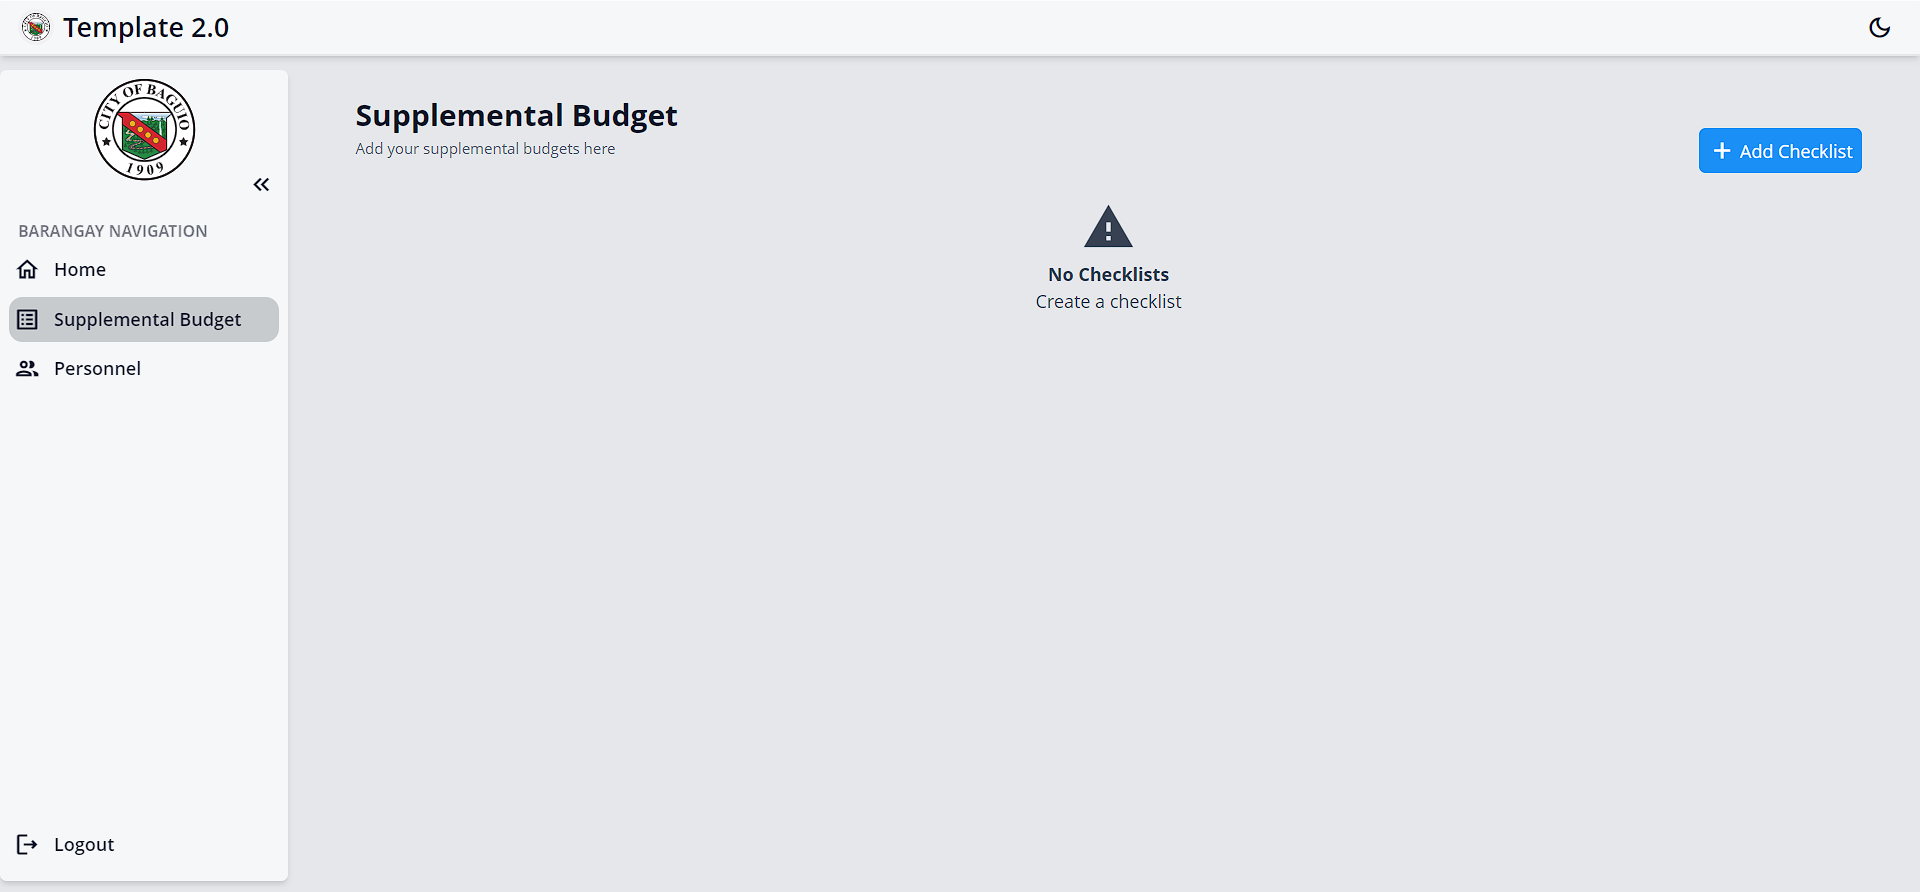 Template 2.0
CITY OF BAGUIO
1909
BARANGAY NAVIGATION
Home
Supplemental Budget
Personnel
Logout
Supplemental Budget
Add your supplemental budgets here
Add Checklist
No Checklists
Create a checklist